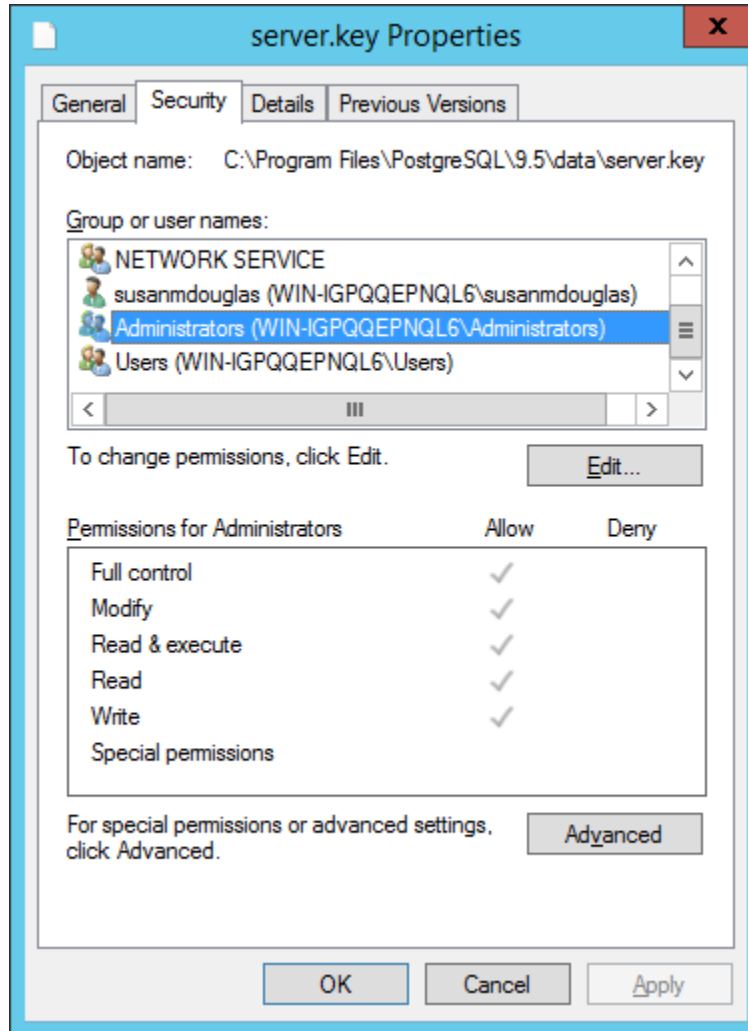 server.key Properties
x
General Security Details Previous Versions
Object name: C:\Program Files\PostgreSQL\9.5\data\server.key
Group or user names:
NETWORK SERVICE
susanmdouglas (WIN-IGPQQEPNQL6\susanmdouglas)
Administrators (WIN-IGPQQEPNQL6\Administrators)
Users (WIN-IGPQQEPNQL6\Users)
To change permissions, click Edit.
Edit...
Permissions for Administrators Allow Deny
Full control
Modify
Read & execute
Read
Write
Special permissions
For special permissions or advanced settings,
click Advanced.
Advanced
OK Cancel Apply